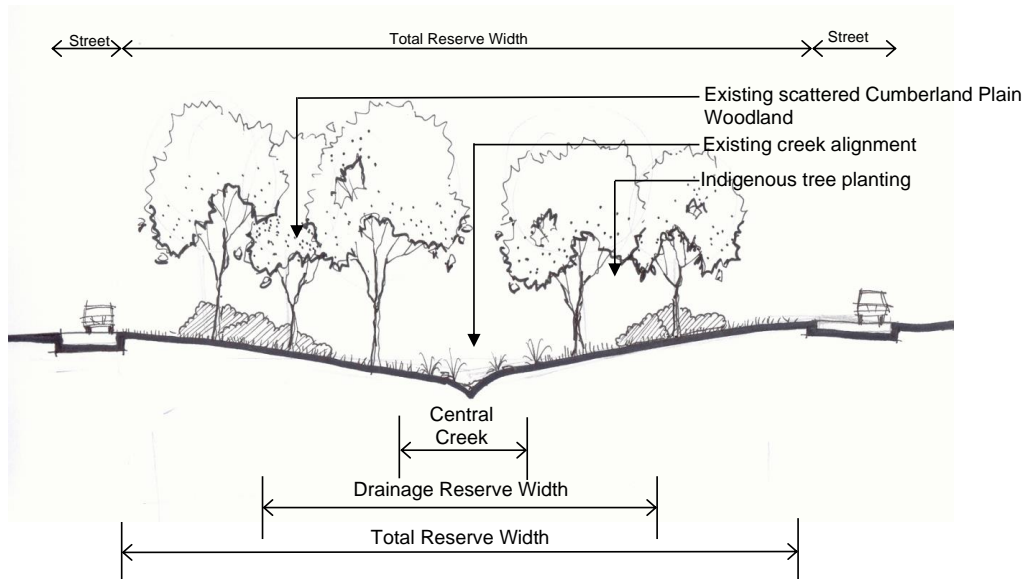 Street
Total Reserve Width
Street
Existing scattered Cumberland Plain
Woodland
Existing creek alignment
Indigenous tree planting
Central
Creek
Drainage Reserve Width
Total Reserve Width